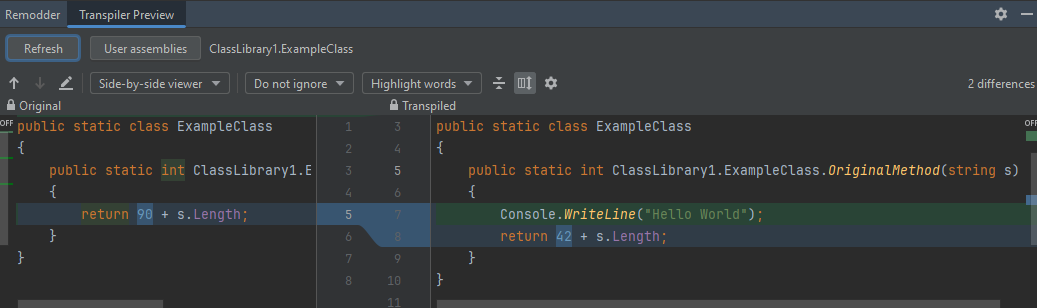 Remodder Transpiler Preview
Refresh User assemblies ClassLibrary1.ExampleClass
Side-by-side viewer Do not ignore Highlight words 2 differences
Original Transpiled
OFF public static class ExampleClass 1 3 public static class ExampleClass OFF
{ 2 4 {
public static int ClassLibrary1.E 3 5 public static int ClassLibrary1.ExampleClass.OriginalMethod(string s)
{ 4 6 {
return 90 + s.Length; 5 7 Console.WriteLine("Hello World");
} 6 8 return 42 + s.Length;
} 7 9 }
8 10 }
11